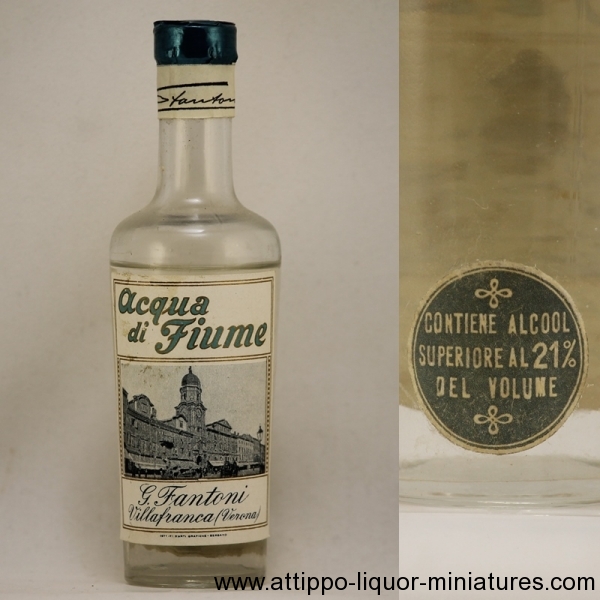 Fantoni
Acqua
di Fiume
G. Fantoni
Villafranca (Verona)
CONTIENE ALCOOL
SUPERIORE AL 21%
DEL VOLUME
www.attippo-liquor-miniatures.com